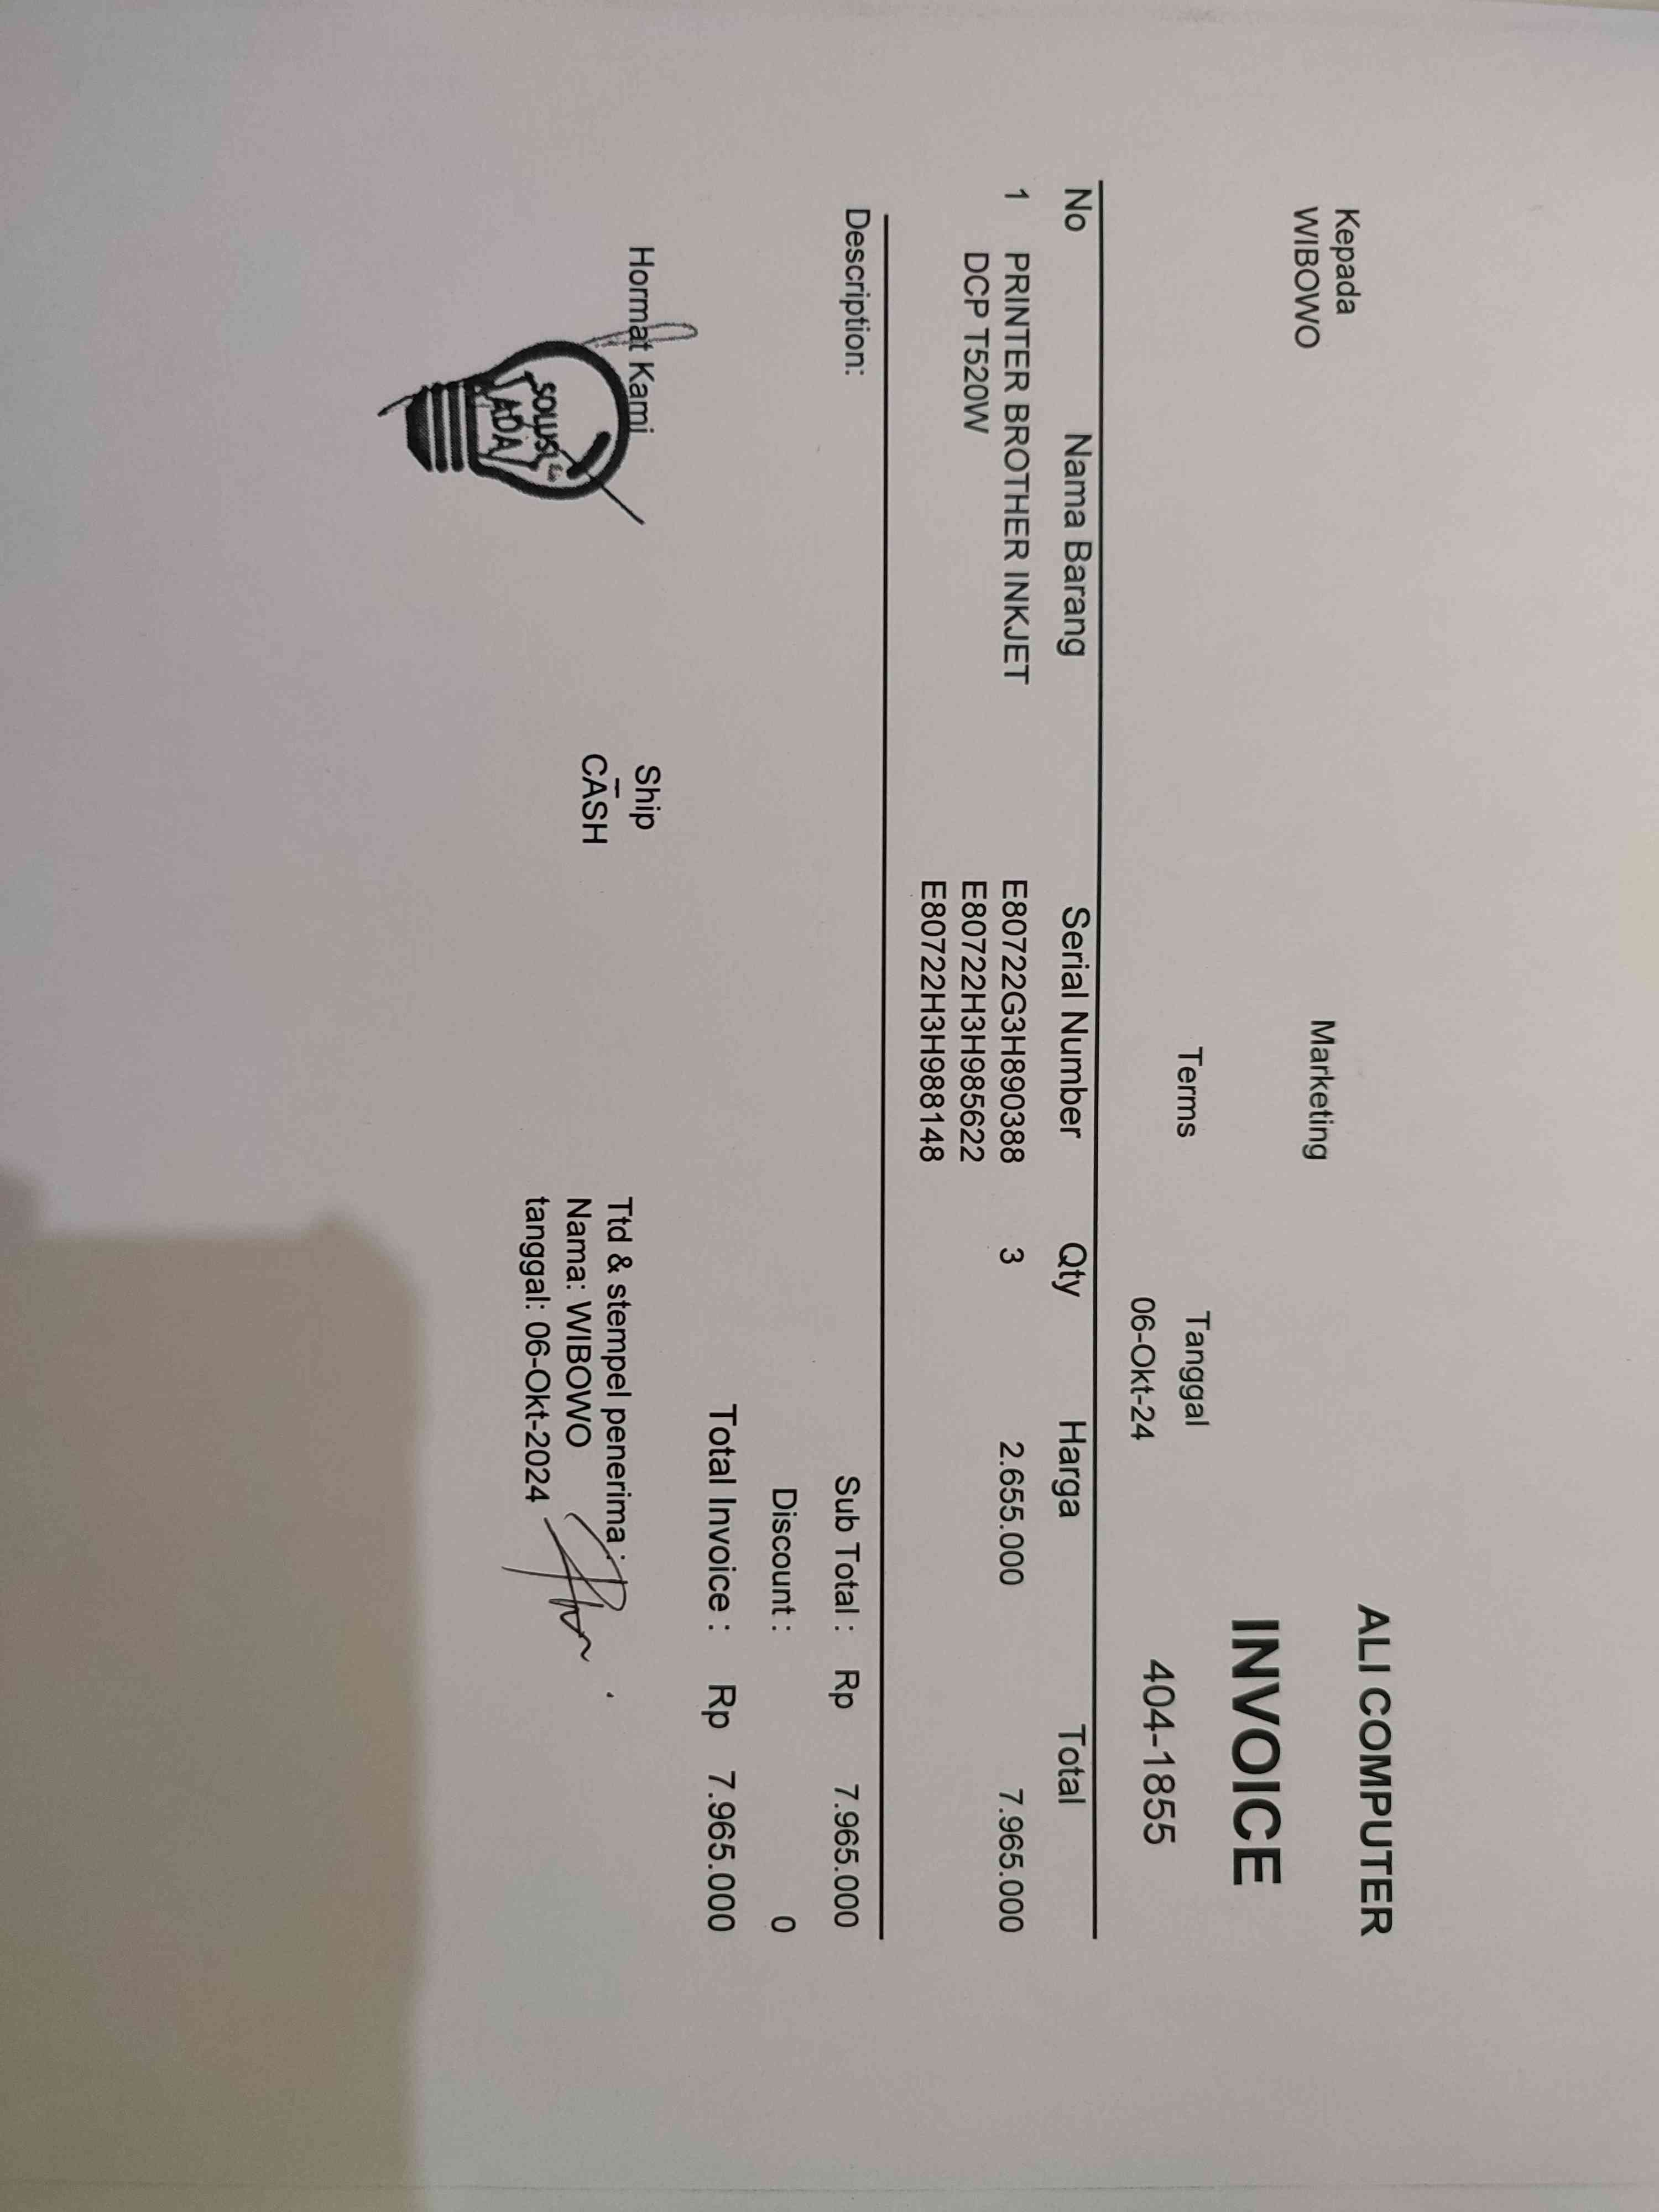 ALI COMPUTER
Kepada
WIBOWO
Marketing
INVOICE
Terms
Tanggal
06-Okt-24
404-1855
No Nama Barang Serial Number Qty Harga Total
1 PRINTER BROTHER INKJET E80722G3H890388 3 2.655.000 7.965.000
DCP T520W E80722H3H985622
E80722H3H988148
Description:
Sub Total : Rp 7.965.000
Discount : 0
Total Invoice : Rp 7.965.000
Hormat Kami
SOLUSI
ADA
Ship
CASH
Ttd & stempel penerima :
Nama: WIBOWO
tanggal: 06-Okt-2024